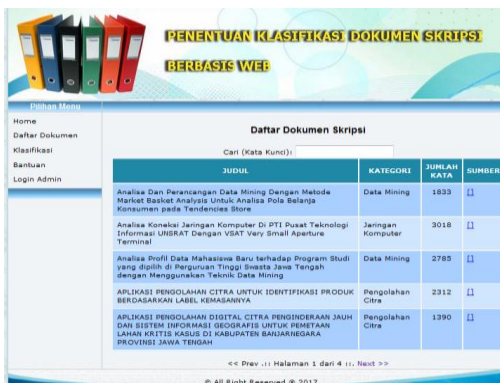 PENENTUAN KLASIFIKASI DOKUMEN SKRIPSI
BERBASIS WEB
Pilihan Menu
Home
Daftar Dokumen
Klasifikasi
Bantuan
Login Admin
Daftar Dokumen Skripsi
Cari (Kata Kunci):
JUDUL KATEGORI JUMLAH KATA SUMBER
Analisa Dan Perancangan Data Mining Dengan Metode
Market Basket Analysis Untuk Analisa Pola Belanja
Konsumen pada Tendencies Store
Data Mining 1833 []
Analisa Koneksi Jaringan Komputer Di PTI Pusat Teknologi
Informasi UNSRAT Dengan VSAT Very Small Aperture
Terminal
Jaringan
Komputer
3018 []
Analisa Profil Data Mahasiswa Baru terhadap Program Studi
yang dipilih di Perguruan Tinggi Swasta Jawa Tengah
dengan Menggunakan Teknik Data Mining
Data Mining 2785 []
APLIKASI PENGOLAHAN CITRA UNTUK IDENTIFIKASI PRODUK
BERDASARKAN LABEL KEMASANNYA
Pengolahan
Citra
2312 []
APLIKASI PENGOLAHAN DIGITAL CITRA PENGINDERAAN JAUH
DAN SISTEM INFORMASI GEOGRAFIS UNTUK PEMETAAN
LAHAN KRITIS KASUS DI KABUPATEN BANJARNEGARA
PROVINSI JAWA TENGAH
Pengolahan
Citra
1390 []
<< Prev .:: Halaman 1 dari 4 ::. Next >>
© All Right Reserved @ 2017